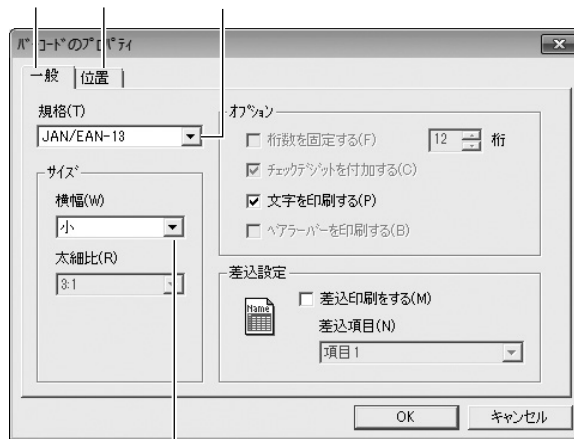 バーコードのプロパティ
一般
位置
規格(T)
JAN/EAN-13
サイズ
横幅(W)
小
太細比(R)
3:1
オプション
桁数を固定する(F)
12
桁
チェックデジットを付加する(C)
文字を印刷する(P)
ベアラーバーを印刷する(B)
差込設定
Name
差込印刷をする(M)
差込項目(N)
項目1
OK
キャンセル